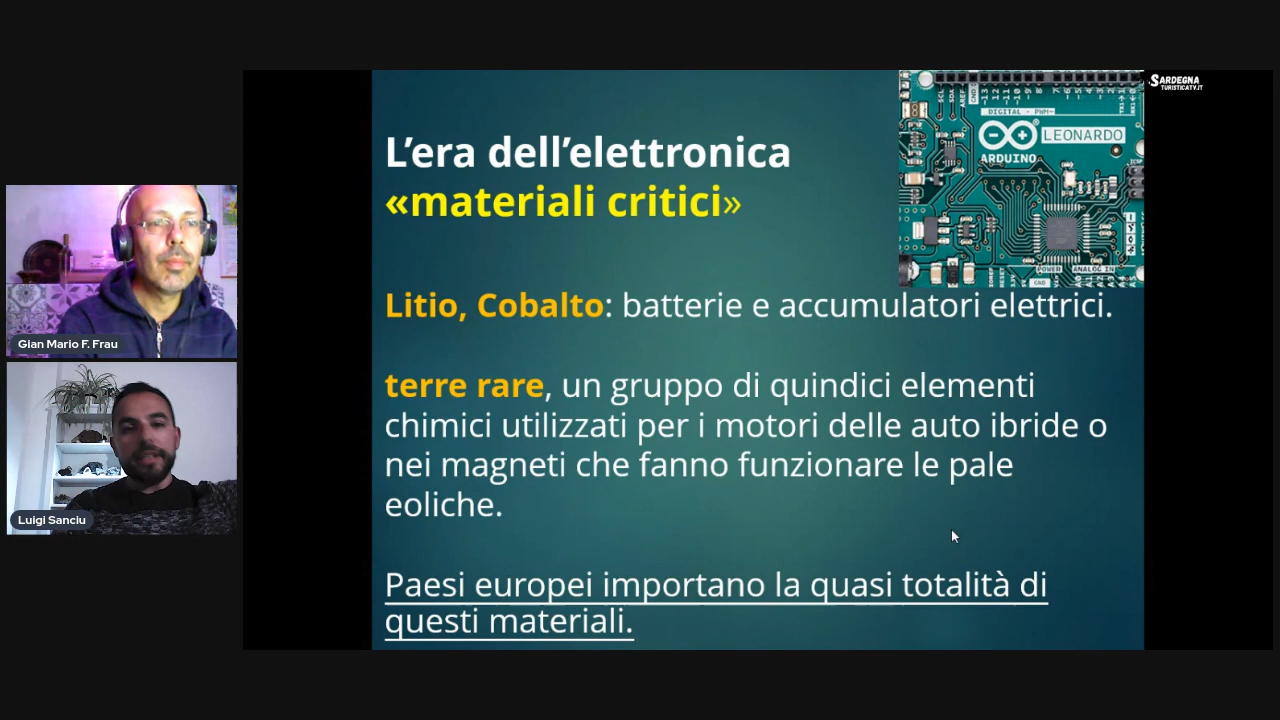 SARDEGNA
TURISTICATV.IT
L'era dell'elettronica
«materiali critici»
DIGITAL - PWM~
LEONARDO
ARDUINO
ICSP
POWER
ANALOG IN
Litio, Cobalto: batterie e accumulatori elettrici.
terre rare, un gruppo di quindici elementi
chimici utilizzati per i motori delle auto ibride o
nei magneti che fanno funzionare le pale
eoliche.
Paesi europei importano la quasi totalità di
questi materiali.
Gian Mario F. Frau
Luigi Sanciu